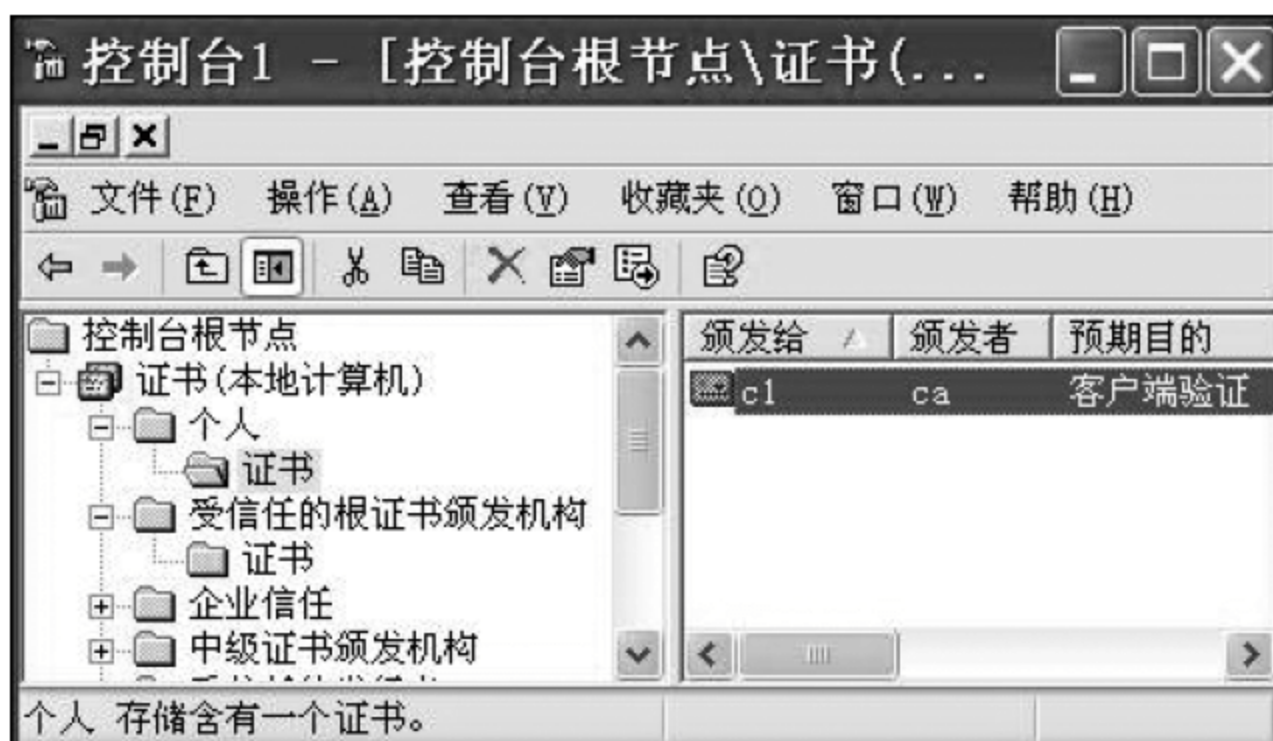 控制台1 - [控制台根节点\证书(...
文件(F) 操作(A) 查看(V) 收藏夹(O) 窗口(W) 帮助(H)
控制台根节点
证书(本地计算机)
个人
证书
受信任的根证书颁发机构
证书
企业信任
中级证书颁发机构
颁发给 颁发者 预期目的
c1 ca 客户端验证
个人 存储含有一个证书。